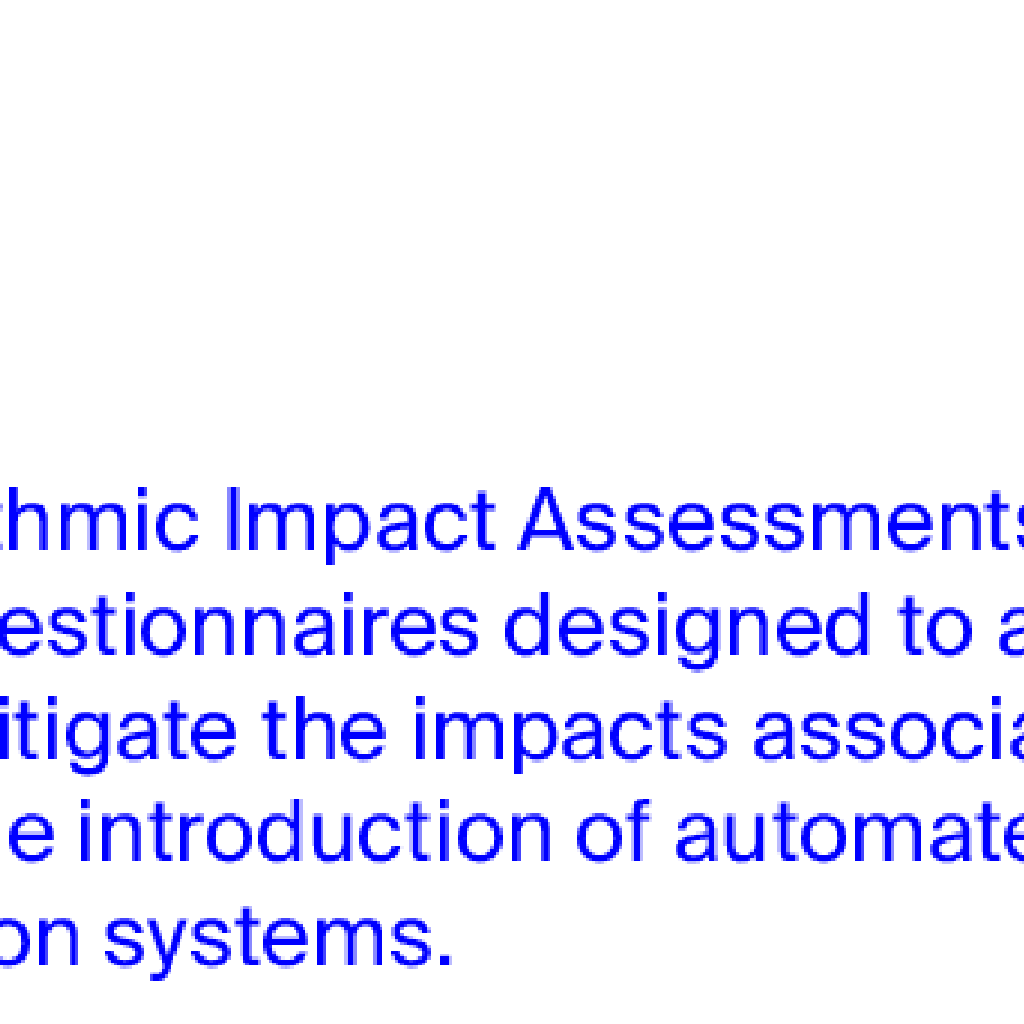 thmic Impact Assessments
estionnaires designed to a
itigate the impacts associa
e introduction of automate
on systems.